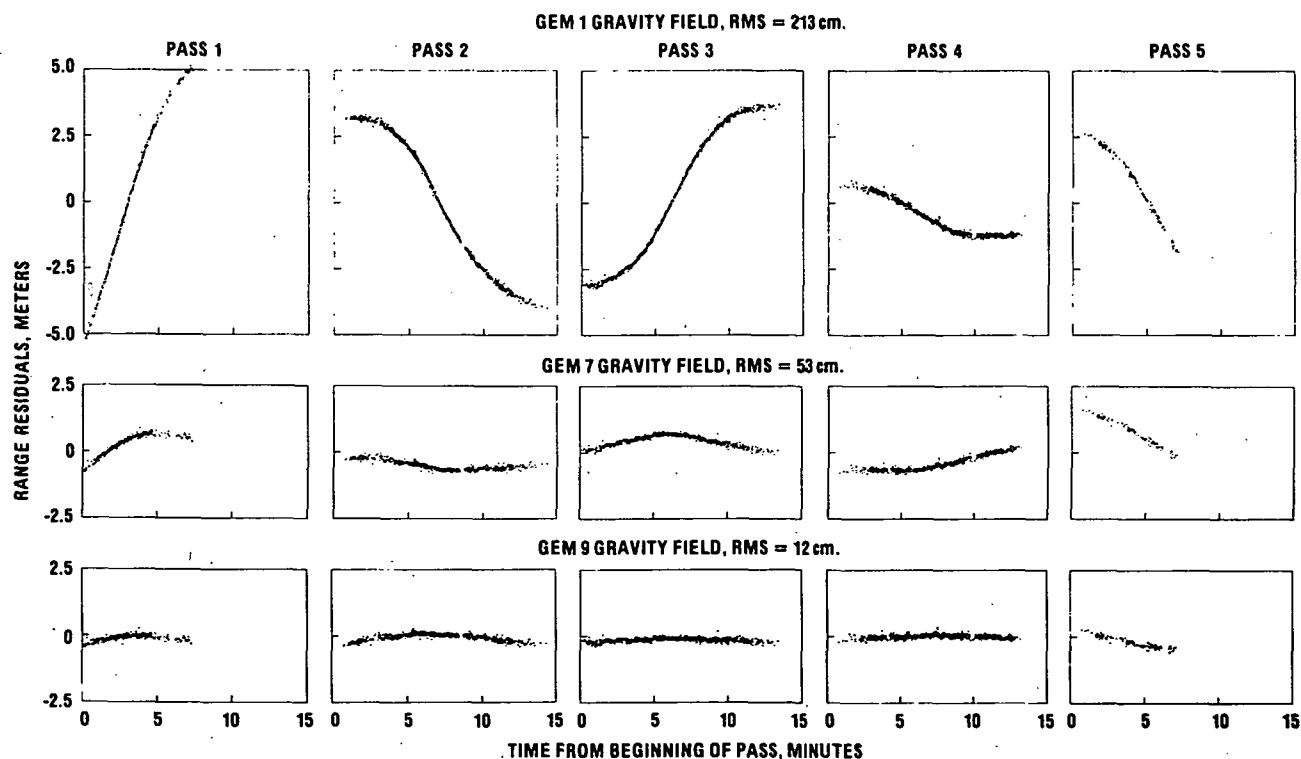 GEM 1 GRAVITY FIELD, RMS = 213 cm.
PASS 1 PASS 2 PASS 3 PASS 4 PASS 5
5.0
2.5
0
-2.5
-5.0
RANGE RESIDUALS, METERS
GEM 7 GRAVITY FIELD, RMS = 53 cm.
2.5
0
-2.5
GEM 9 GRAVITY FIELD, RMS = 12 cm.
2.5
0
-2.5
0 5 10 15 0 5 10 15 0 5 10 15 0 5 10 15 0 5 10 15
TIME FROM BEGINNING OF PASS, MINUTES